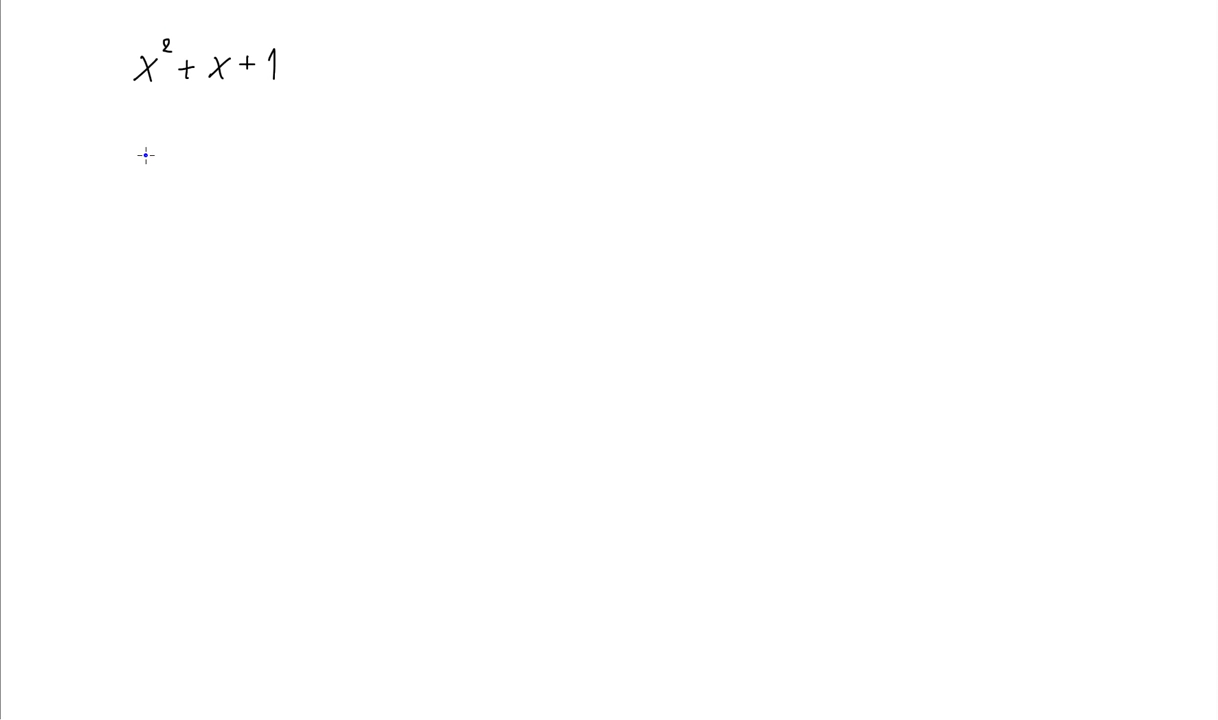 x² + x + 1